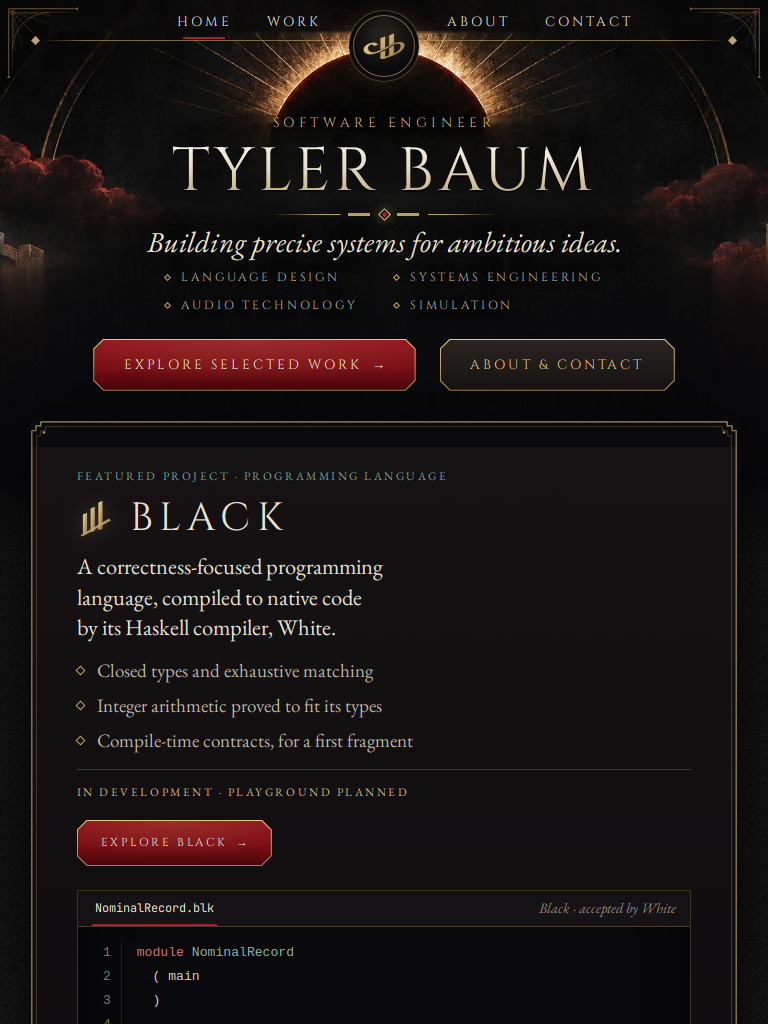 HOME WORK ABOUT CONTACT
SOFTWARE ENGINEER
TYLER BAUM
Building precise systems for ambitious ideas.
LANGUAGE DESIGN
SYSTEMS ENGINEERING
AUDIO TECHNOLOGY
SIMULATION
EXPLORE SELECTED WORK →
ABOUT & CONTACT
FEATURED PROJECT · PROGRAMMING LANGUAGE
BLACK
A correctness-focused programming
language, compiled to native code
by its Haskell compiler, White.
Closed types and exhaustive matching
Integer arithmetic proved to fit its types
Compile-time contracts, for a first fragment
IN DEVELOPMENT · PLAYGROUND PLANNED
EXPLORE BLACK →
NominalRecord.blk
Black · accepted by White
1 module NominalRecord
2 ( main
3 )
4